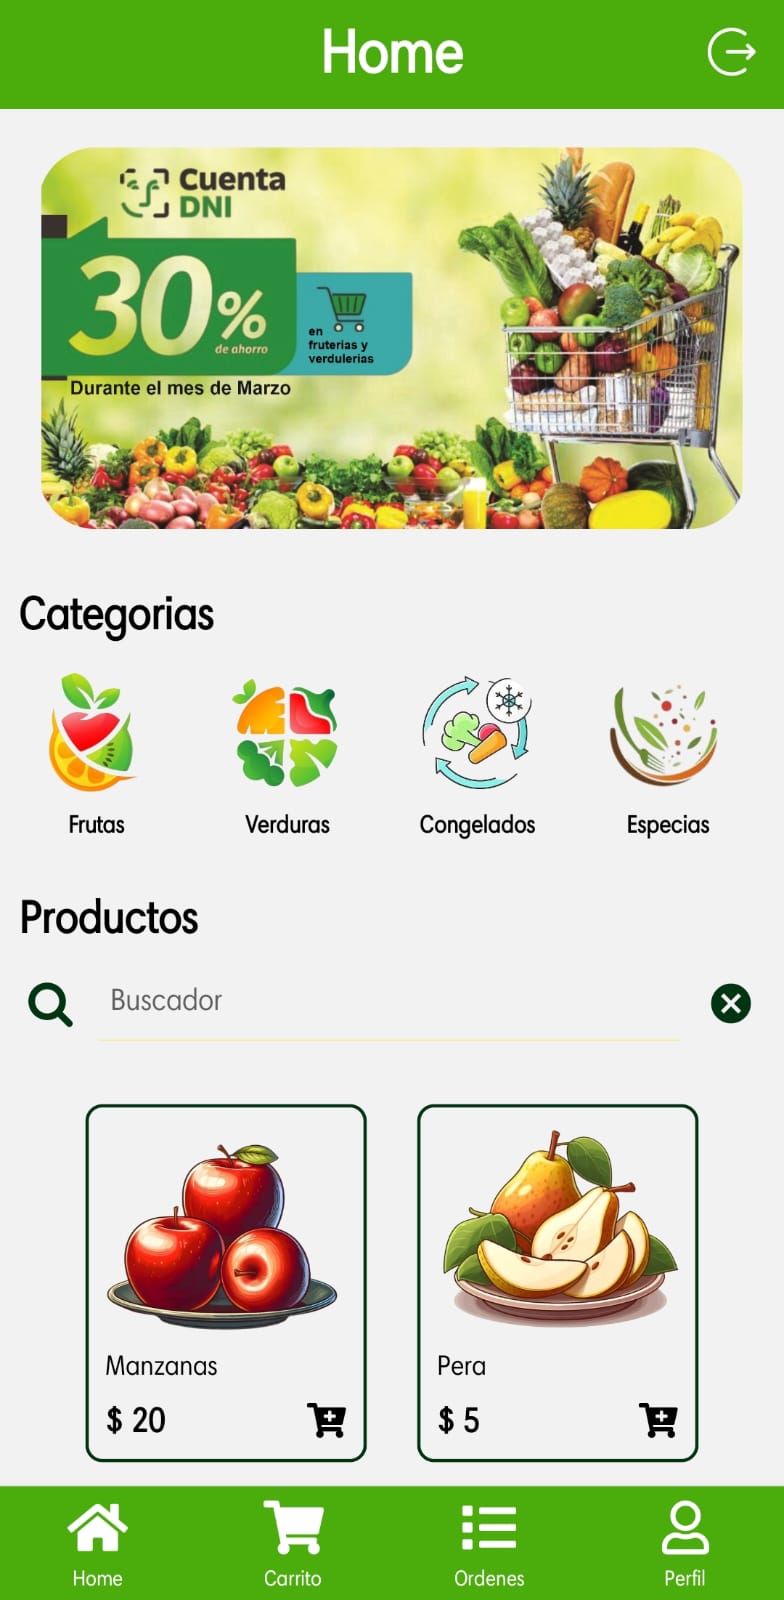 Home
Cuenta
DNI
30%
de ahorro
en
fruterias y
verdulerias
Durante el mes de Marzo
Categorias
Frutas
Verduras
Congelados
Especias
Productos
Buscador
Manzanas
$ 20
Pera
$ 5
Home
Carrito
Ordenes
Perfil